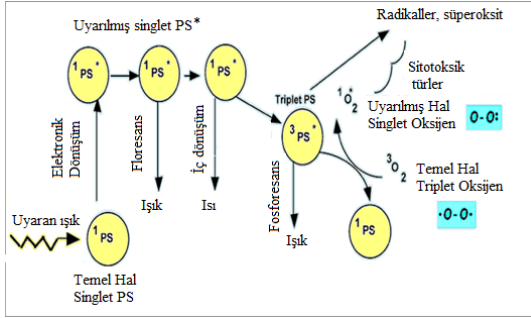 Uyarılmış singlet PS*
Radikaller, süperoksit
Sitotoksik
türler
¹PS*
¹PS*
¹PS*
Triplet PS
³PS*
¹O₂
Uyarılmış Hal
Singlet Oksijen
O-O:
Elektronik
Dönüşüm
Floresans
İç dönüşüm
Fosforesans
³O₂
Temel Hal
Triplet Oksijen
·O-O·
Işık
Isı
Işık
Uyaran ışık
¹PS
¹PS
Temel Hal
Singlet PS